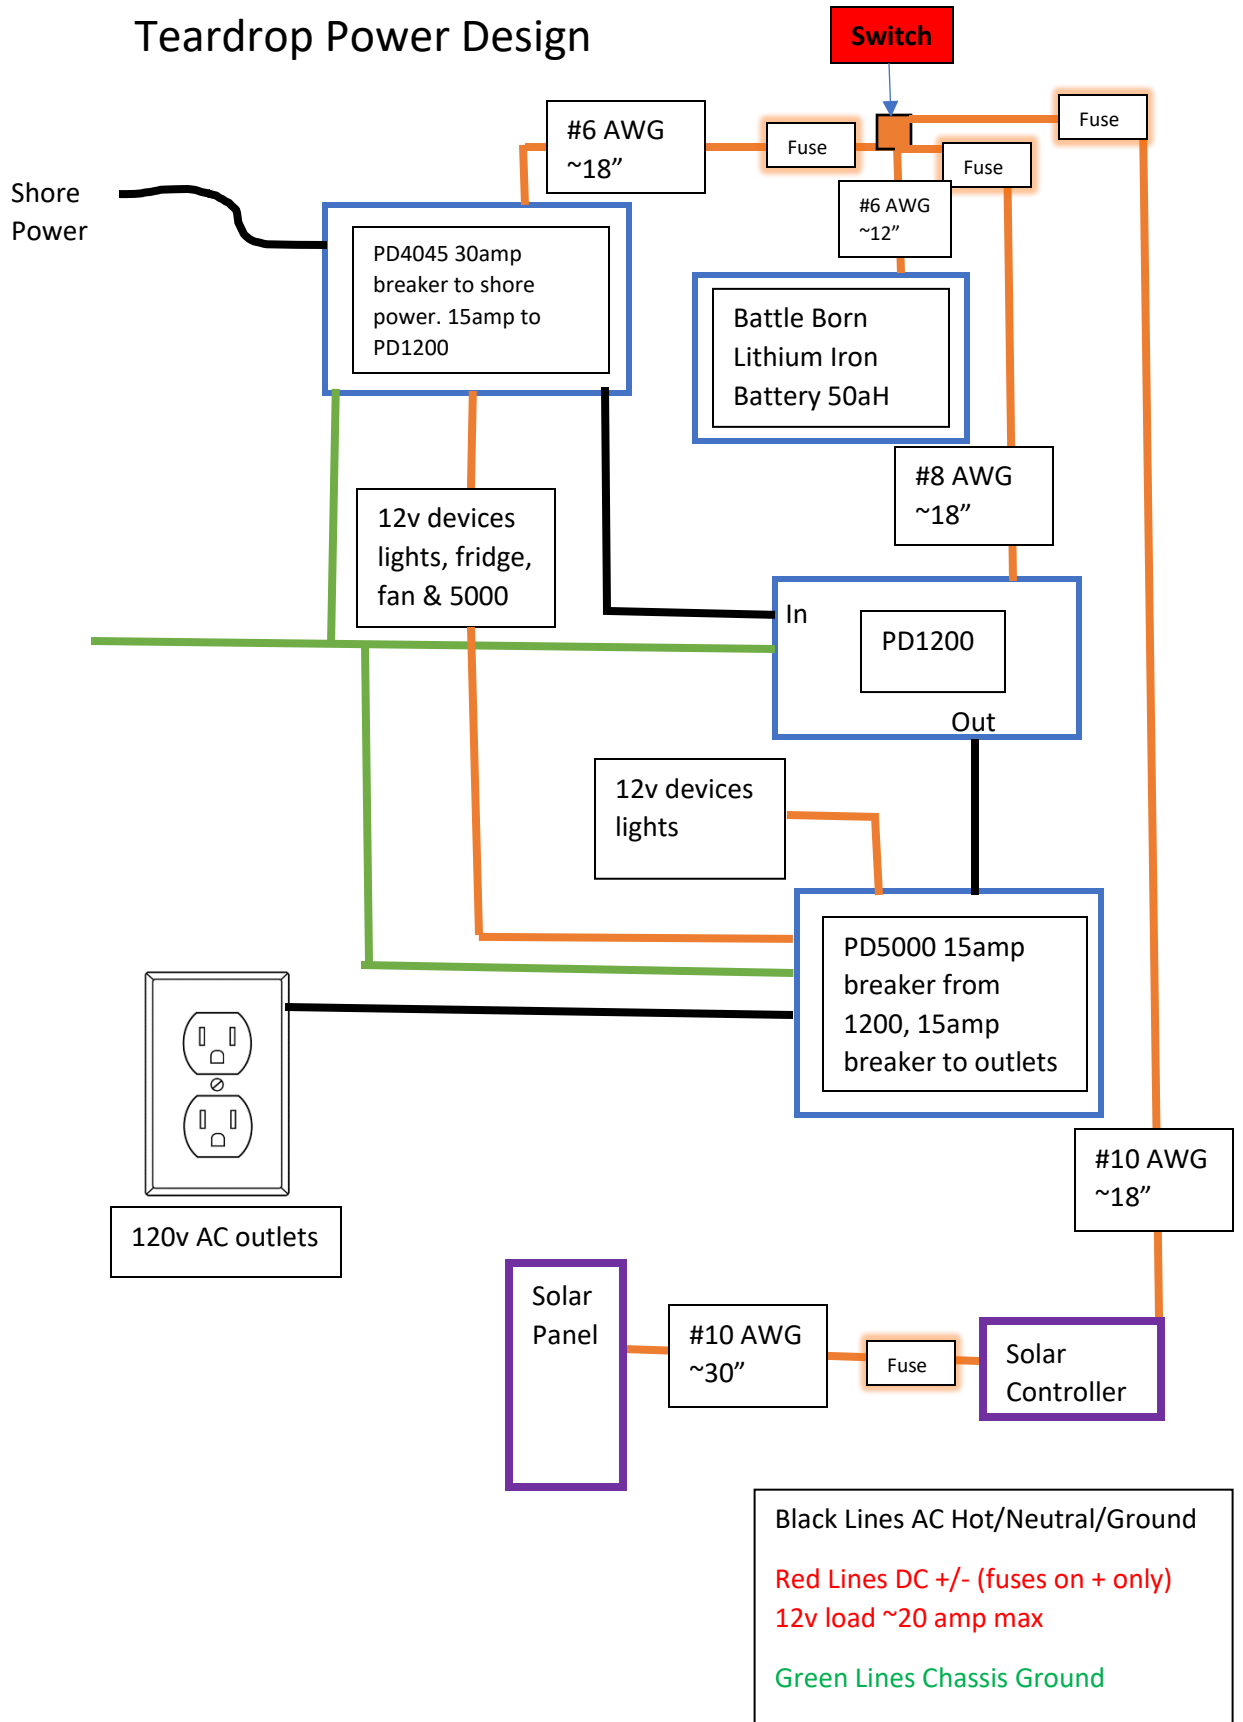 Teardrop Power Design
Switch
#6 AWG
~18”
Fuse
Fuse
Fuse
Shore
Power
#6 AWG
~12”
PD4045 30amp
breaker to shore
power. 15amp to
PD1200
Battle Born
Lithium Iron
Battery 50aH
#8 AWG
~18”
12v devices
lights, fridge,
fan & 5000
In
PD1200
Out
12v devices
lights
PD5000 15amp
breaker from
1200, 15amp
breaker to outlets
#10 AWG
~18”
120v AC outlets
Solar
Panel
#10 AWG
~30”
Fuse
Solar
Controller
Black Lines AC Hot/Neutral/Ground
Red Lines DC +/- (fuses on + only)
12v load ~20 amp max
Green Lines Chassis Ground